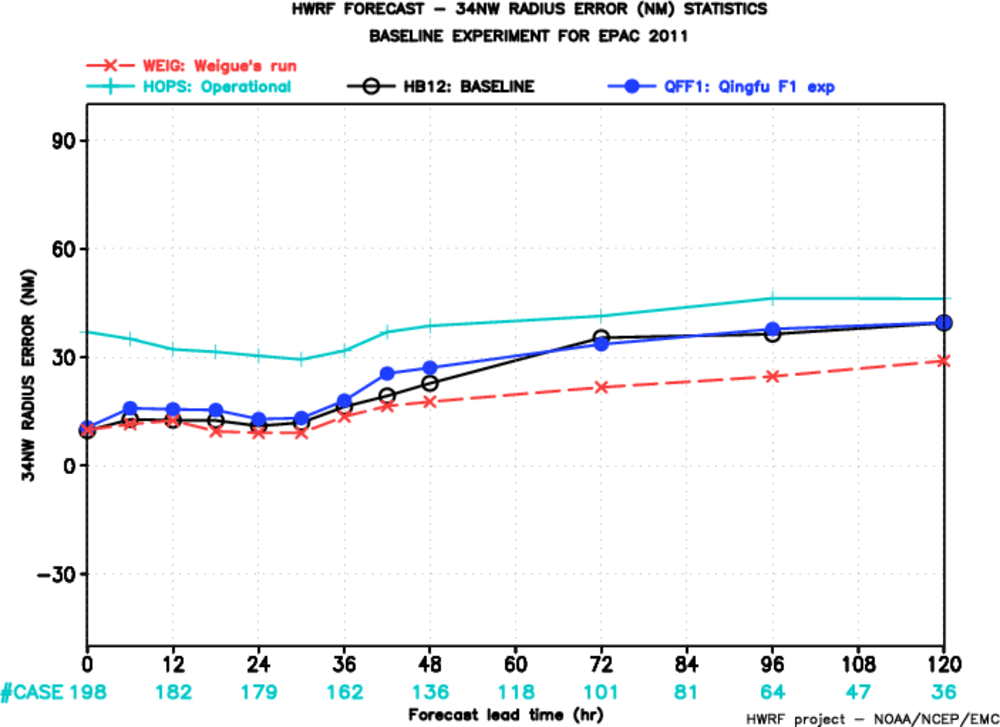 HWRF FORECAST – 34NW RADIUS ERROR (NM) STATISTICS
BASELINE EXPERIMENT FOR EPAC 2011
WEIG: Weigue's run
HOPS: Operational HB12: BASELINE QFF1: Qingfu F1 exp
34NW RADIUS ERROR (NM)
90
60
30
0
–30
0 12 24 36 48 60 72 84 96 108 120
#CASE 198 182 179 162 136 118 101 81 64 47 36
Forecast lead time (hr)
HWRF project – NOAA/NCEP/EMC